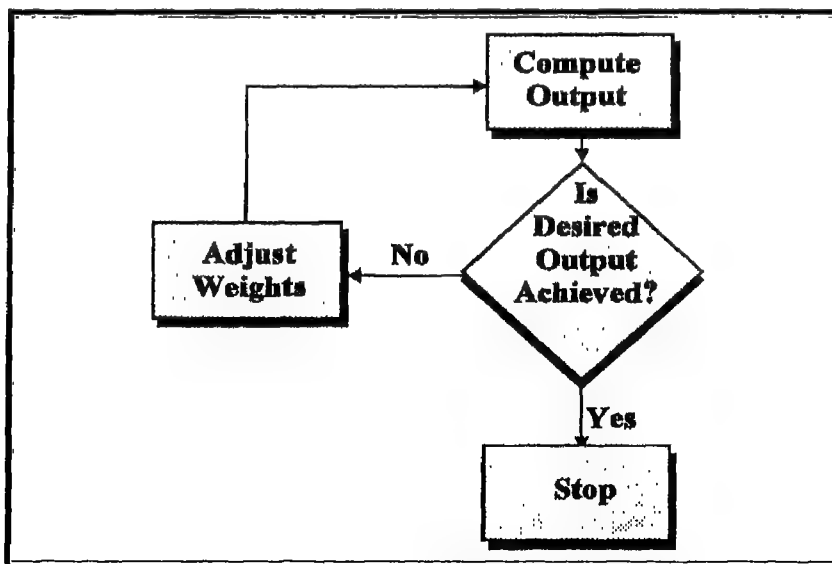 Compute
Output
Is
Desired
Output
Achieved?
No
Adjust
Weights
Yes
Stop